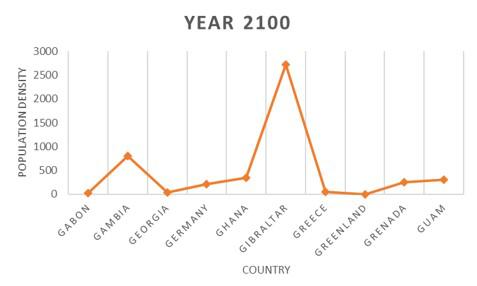 YEAR 2100
POPULATION DENSITY
3000
2500
2000
1500
1000
500
0
GABON
GAMBIA
GEORGIA
GERMANY
GHANA
GIBRALTAR
GREECE
GREENLAND
GRENADA
GUAM
COUNTRY